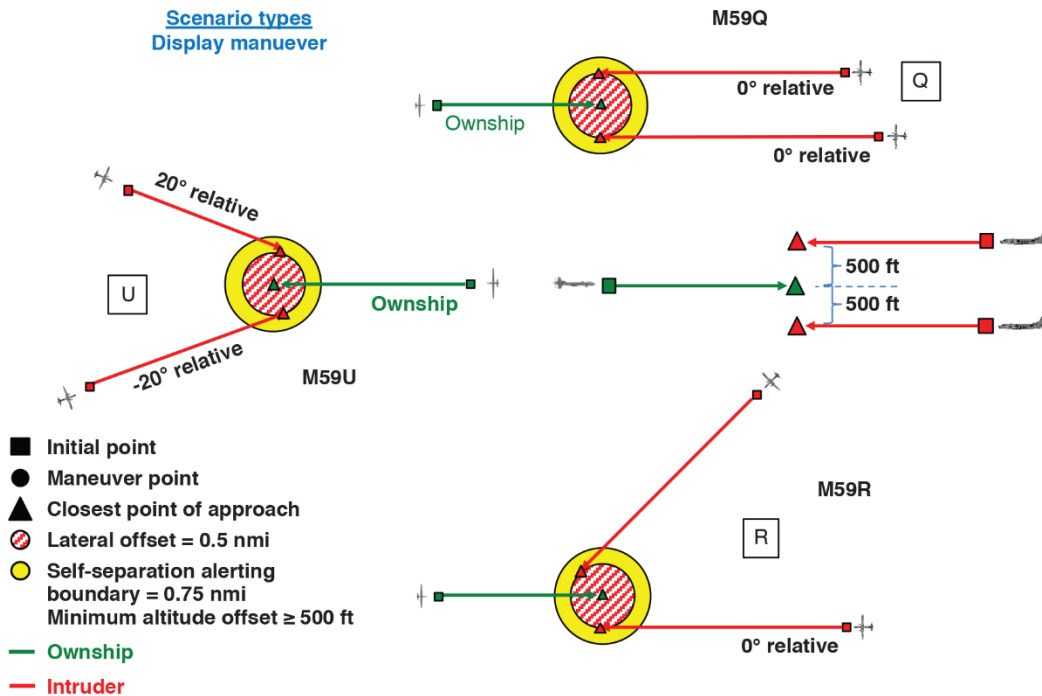 Scenario types
Display manuever
M59Q
0° relative
Q
Ownship
0° relative
20° relative
U
Ownship
-20° relative
M59U
500 ft
500 ft
M59R
R
0° relative
Initial point
Maneuver point
Closest point of approach
Lateral offset = 0.5 nmi
Self-separation alerting
boundary = 0.75 nmi
Minimum altitude offset ≥ 500 ft
Ownship
Intruder